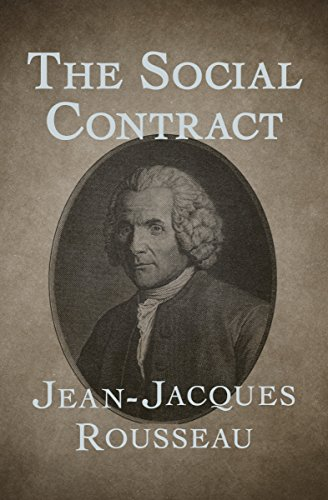 The Social
Contract
Jean-Jacques
Rousseau